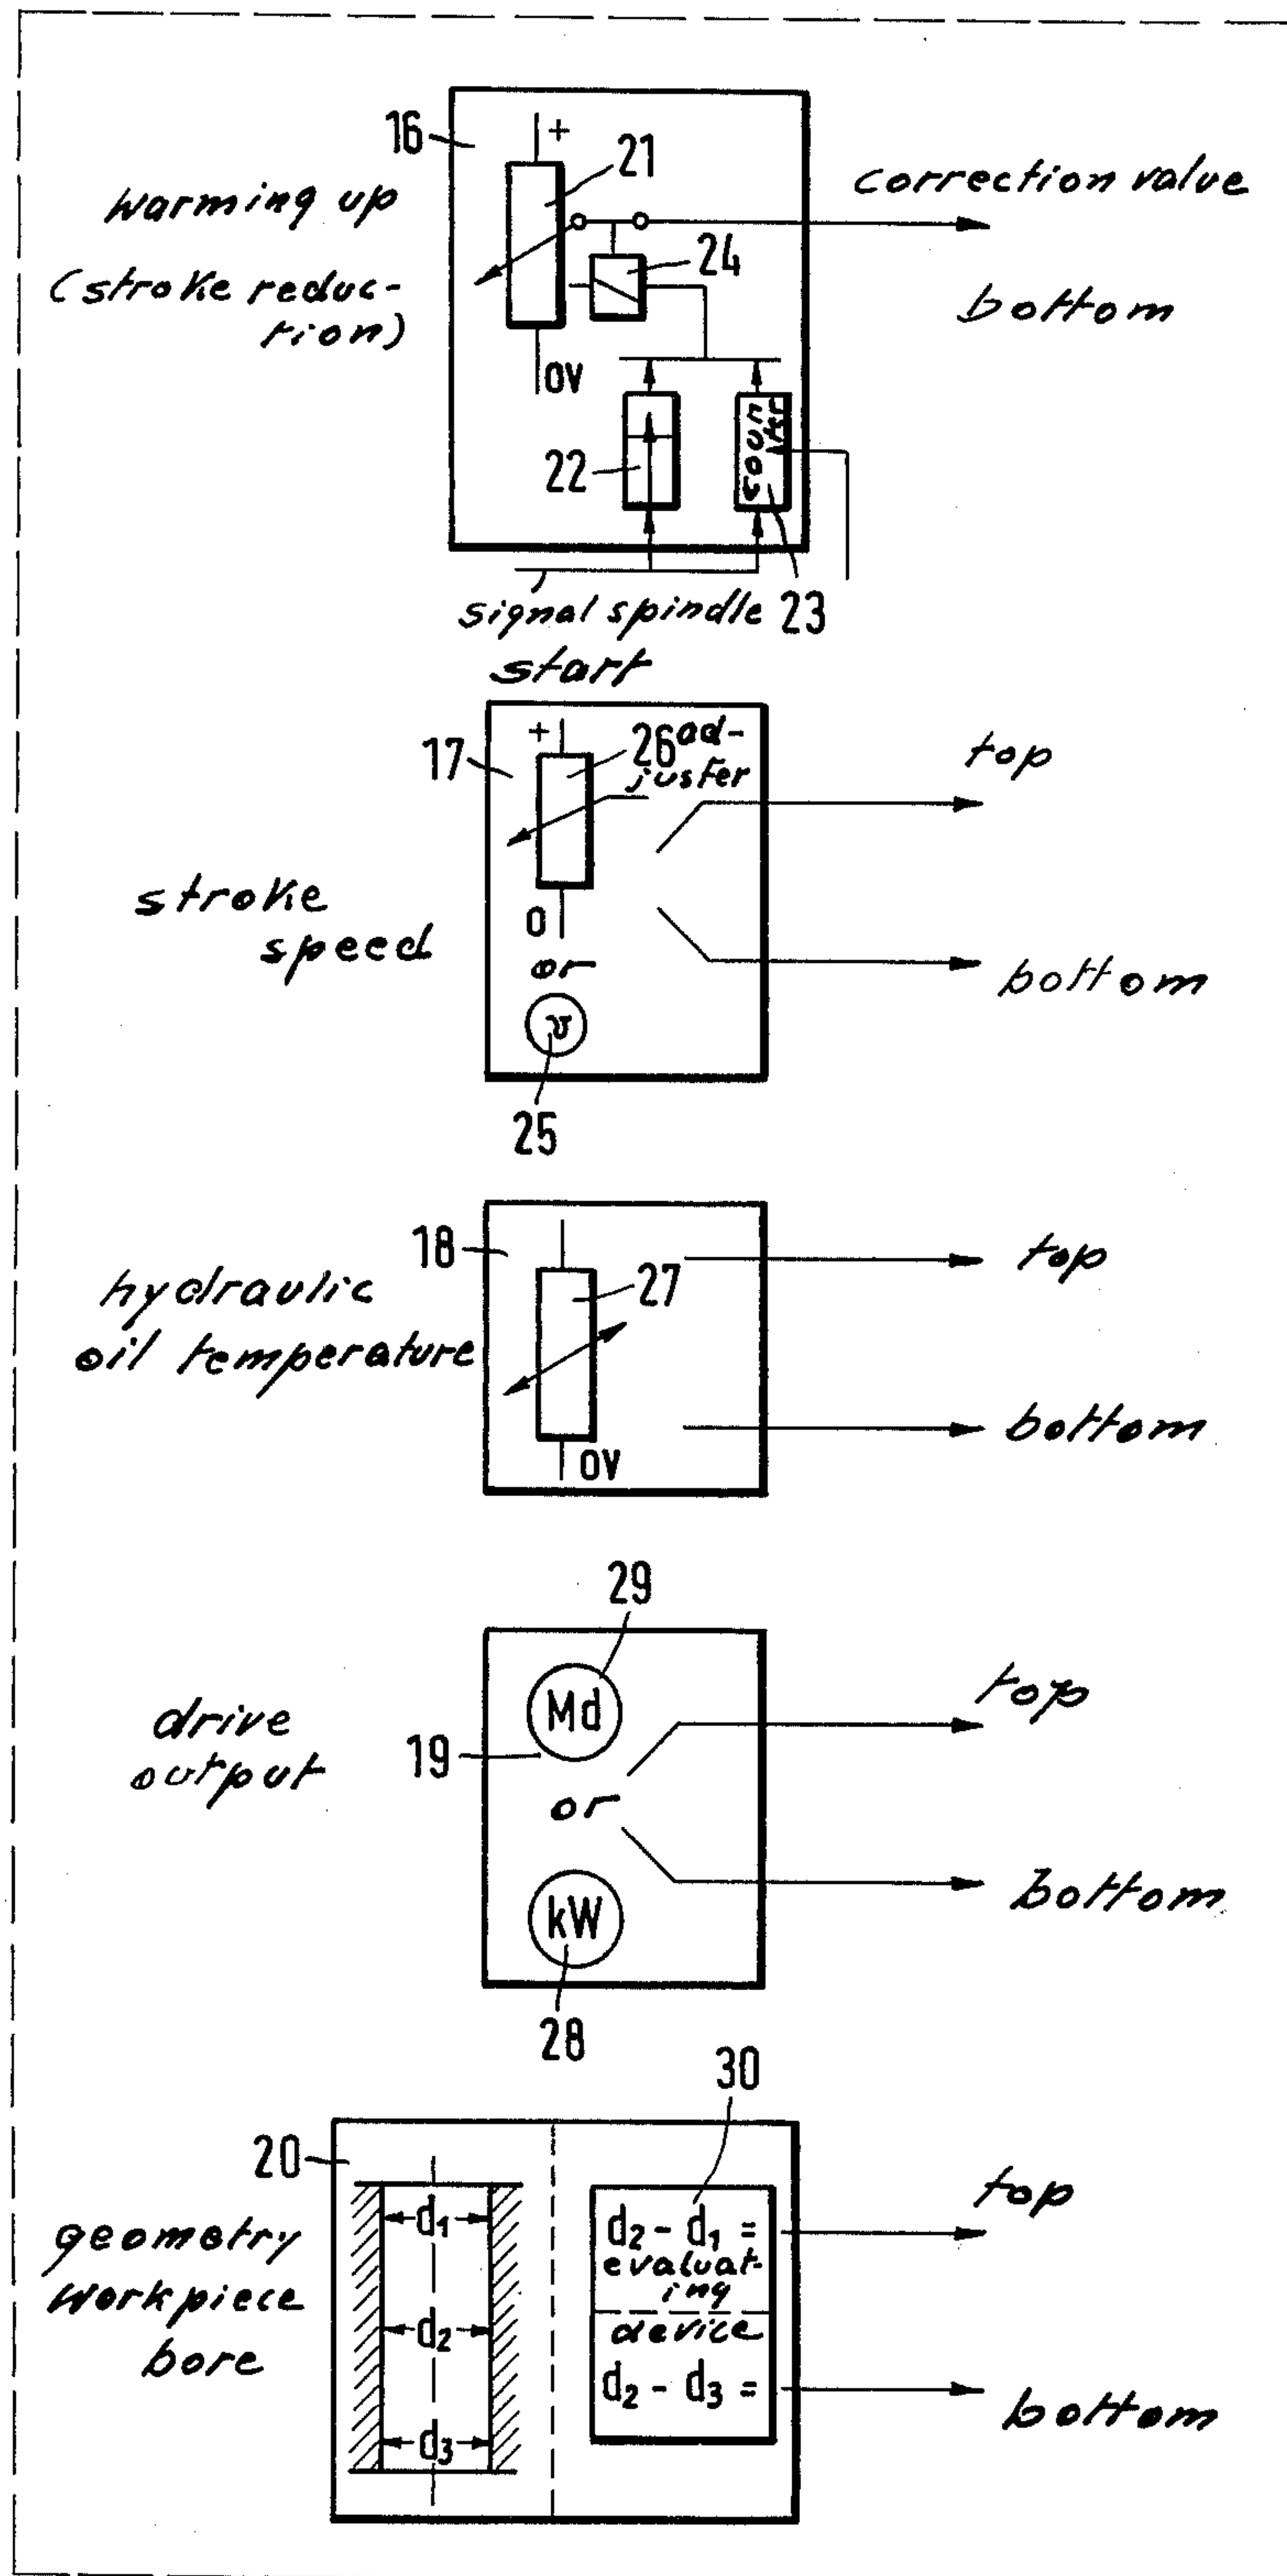 16
+
21
warming up
correction value
24
(stroke reduc-
tion)
bottom
0V
22
counter
signal spindle
23
start
17
+
26
ad-
juster
top
stroke
speed
0
or
bottom
v
25
18
27
top
hydraulic
oil temperature
bottom
0V
29
Md
top
drive
output
19
or
bottom
kW
28
30
20
top
geometry
workpiece
bore
d₁
d₂
d₃
d₂ - d₁ =
evaluat-
ing
device
d₂ - d₃ =
bottom